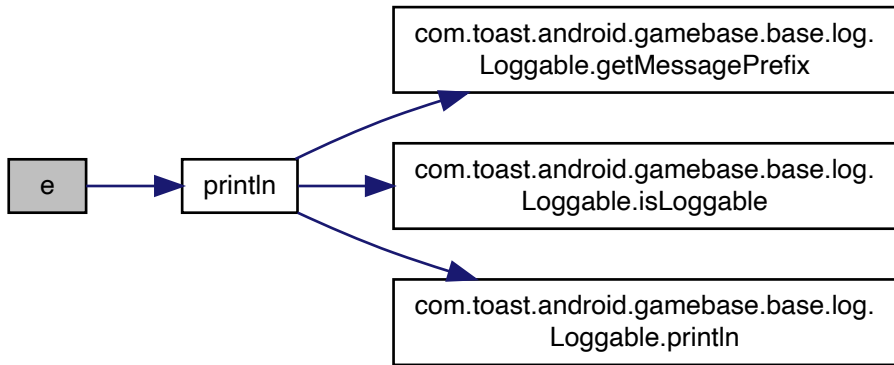 e
println
com.toast.android.gamebase.base.log.
Loggable.getMessagePrefix
com.toast.android.gamebase.base.log.
Loggable.isLoggable
com.toast.android.gamebase.base.log.
Loggable.println